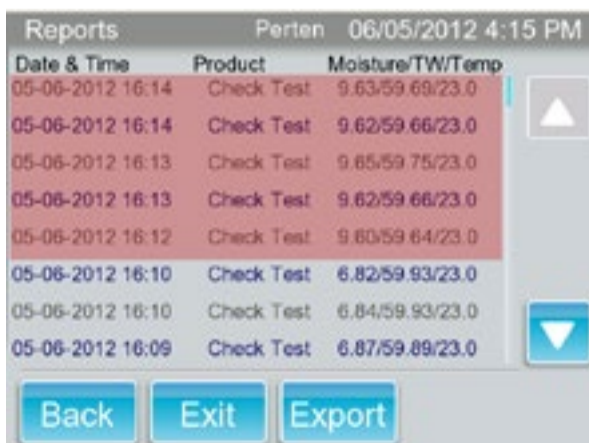 Reports Perten 06/05/2012 4:15 PM
Date & Time Product Moisture/TW/Temp
05-06-2012 16:14 Check Test 9.63/59.69/23.0
05-06-2012 16:14 Check Test 9.62/59.66/23.0
05-06-2012 16:13 Check Test 9.65/59.75/23.0
05-06-2012 16:13 Check Test 9.62/59.66/23.0
05-06-2012 16:12 Check Test 9.60/59.64/23.0
05-06-2012 16:10 Check Test 6.82/59.93/23.0
05-06-2012 16:10 Check Test 6.84/59.93/23.0
05-06-2012 16:09 Check Test 6.87/59.89/23.0
Back Exit Export